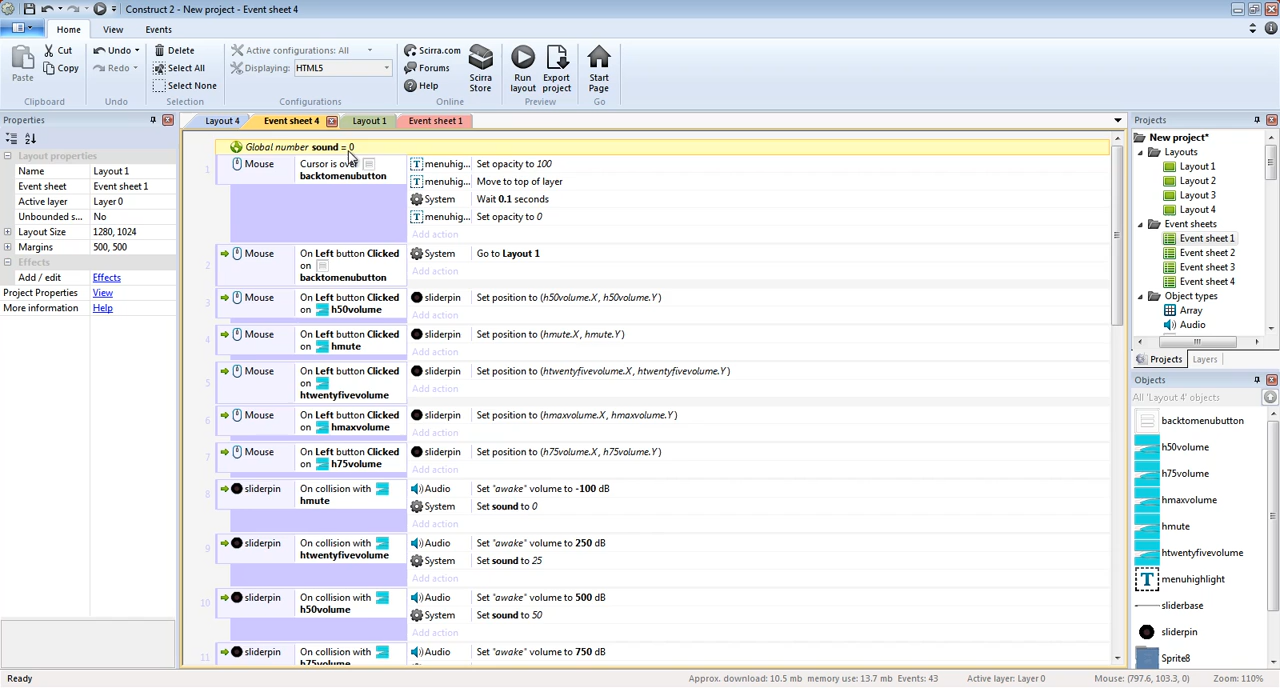 Construct 2 - New project - Event sheet 4
Home View Events
Paste
Cut
Copy
Clipboard
Undo
Redo
Undo
Delete
Select All
Select None
Selection
Active configurations: All
Displaying: HTML5
Configurations
Scirra.com
Forums
Help
Scirra Store
Online
Run layout
Export project
Preview
Start Page
Go
Properties
Layout properties
Name Layout 1
Event sheet Event sheet 1
Active layer Layer 0
Unbounded s... No
Layout Size 1280, 1024
Margins 500, 500
Effects
Add / edit Effects
Project Properties View
More information Help
Layout 4 Event sheet 4 Layout 1 Event sheet 1
Global number sound = 0
1 Mouse Cursor is over backtomenubutton
menuhig... Set opacity to 100
menuhig... Move to top of layer
System Wait 0.1 seconds
menuhig... Set opacity to 0
Add action
2 Mouse On Left button Clicked on backtomenubutton
System Go to Layout 1
Add action
3 Mouse On Left button Clicked on h50volume
sliderpin Set position to (h50volume.X, h50volume.Y)
Add action
4 Mouse On Left button Clicked on hmute
sliderpin Set position to (hmute.X, hmute.Y)
Add action
5 Mouse On Left button Clicked on htwentyfivevolume
sliderpin Set position to (htwentyfivevolume.X, htwentyfivevolume.Y)
Add action
6 Mouse On Left button Clicked on hmaxvolume
sliderpin Set position to (hmaxvolume.X, hmaxvolume.Y)
Add action
7 Mouse On Left button Clicked on h75volume
sliderpin Set position to (h75volume.X, h75volume.Y)
Add action
8 sliderpin On collision with hmute
Audio Set "awake" volume to -100 dB
System Set sound to 0
Add action
9 sliderpin On collision with htwentyfivevolume
Audio Set "awake" volume to 250 dB
System Set sound to 25
Add action
10 sliderpin On collision with h50volume
Audio Set "awake" volume to 500 dB
System Set sound to 50
Add action
11 sliderpin On collision with h75volume
Audio Set "awake" volume to 750 dB
Projects
New project*
Layouts
Layout 1
Layout 2
Layout 3
Layout 4
Event sheets
Event sheet 1
Event sheet 2
Event sheet 3
Event sheet 4
Object types
Array
Audio
Projects Layers
Objects
All 'Layout 4' objects
backtomenubutton
h50volume
h75volume
hmaxvolume
hmute
htwentyfivevolume
menuhighlight
sliderbase
sliderpin
Sprite8
Ready
Approx. download: 10.5 mb memory use: 13.7 mb Events: 43 Active layer: Layer 0 Mouse: (797.6, 103.3, 0) Zoom: 110%